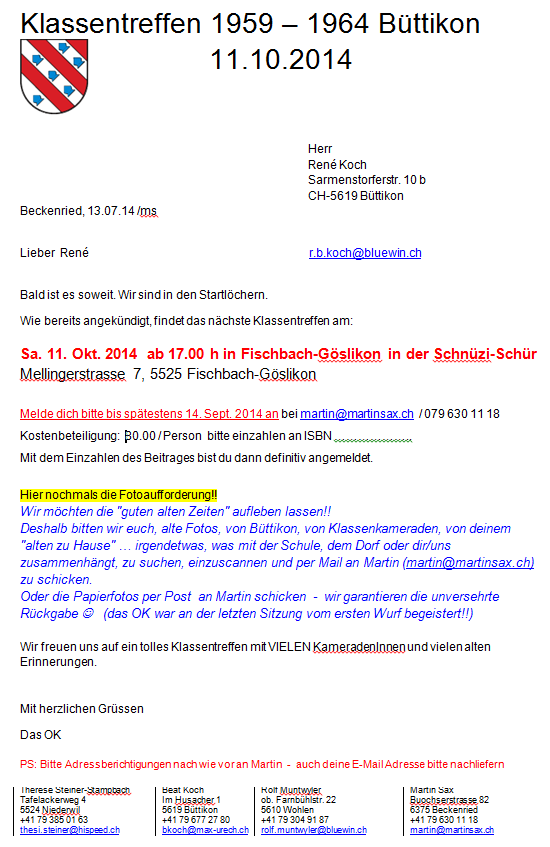 Klassentreffen 1959 – 1964 Büttikon
11.10.2014
Herr
René Koch
Sarmenstorferstr. 10 b
CH-5619 Büttikon
Beckenried, 13.07.14 /ms
Lieber René
r.b.koch@bluewin.ch
Bald ist es soweit. Wir sind in den Startlöchern.
Wie bereits angekündigt, findet das nächste Klassentreffen am:
Sa. 11. Okt. 2014 ab 17.00 h in Fischbach-Göslikon in der Schnüzi-Schür
Mellingerstrasse 7, 5525 Fischbach-Göslikon
Melde dich bitte bis spätestens 14. Sept. 2014 an bei martin@martinsax.ch / 079 630 11 18
Kostenbeteiligung: 30.00 / Person bitte einzahlen an ISBN ......................
Mit dem Einzahlen des Beitrages bist du dann definitiv angemeldet.
Hier nochmals die Fotoaufforderung!!
Wir möchten die "guten alten Zeiten" aufleben lassen!!
Deshalb bitten wir euch, alte Fotos, von Büttikon, von Klassenkameraden, von deinem
"alten zu Hause" … irgendetwas, was mit der Schule, dem Dorf oder dir/uns
zusammenhängt, zu suchen, einzuscannen und per Mail an Martin (martin@martinsax.ch)
zu schicken.
Oder die Papierfotos per Post an Martin schicken - wir garantieren die unversehrte
Rückgabe ☺ (das OK war an der letzten Sitzung vom ersten Wurf begeistert!!)
Wir freuen uns auf ein tolles Klassentreffen mit VIELEN KameradenInnen und vielen alten
Erinnerungen.
Mit herzlichen Grüssen
Das OK
PS: Bitte Adressberichtigungen nach wie vor an Martin - auch deine E-Mail Adresse bitte nachliefern
Therese Steiner-Stampbach
Tafelackerweg 4
5524 Niederwil
+41 79 385 01 63
thesi.steiner@hispeed.ch
Beat Koch
Im Husacher 1
5619 Büttikon
+41 79 677 27 80
bkoch@max-urech.ch
Rolf Muntwyler
ob. Farnbühlstr. 22
5610 Wohlen
+41 79 304 91 87
rolf.muntwyler@bluewin.ch
Martin Sax
Buochserstrasse 82
6375 Beckenried
+41 79 630 11 18
martin@martinsax.ch